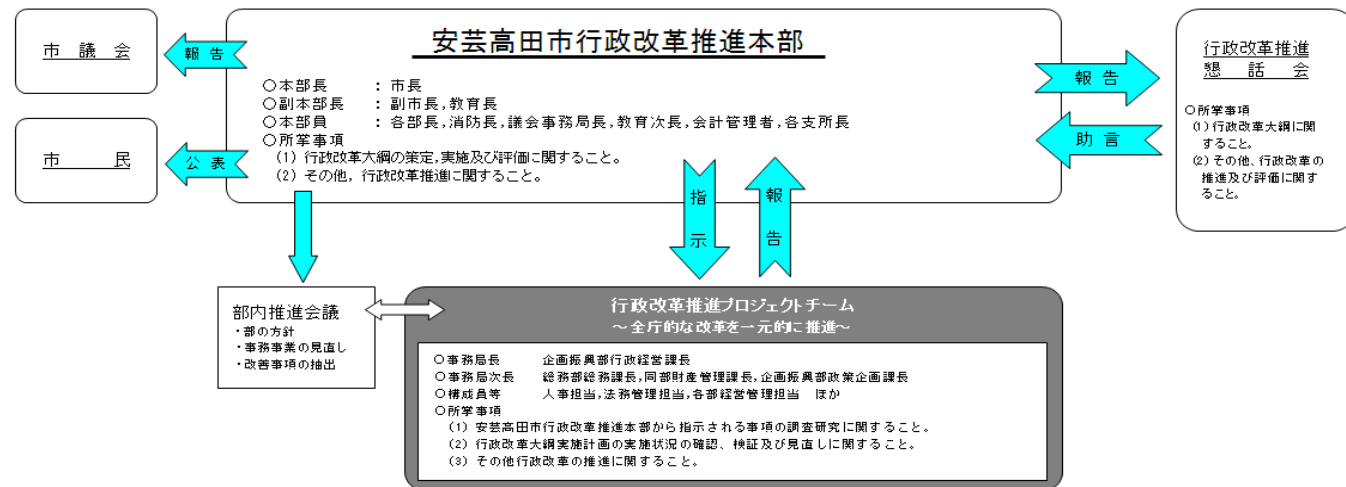 市 議 会
報 告
市 民
公 表
安芸高田市行政改革推進本部
○本部長 : 市長
○副本部長 : 副市長,教育長
○本部員 : 各部長,消防長,議会事務局長,教育次長,会計管理者,各支所長
○所掌事項
(1) 行政改革大綱の策定,実施及び評価に関すること。
(2) その他,行政改革推進に関すること。
報 告
助 言
行政改革推進
懇 話 会
○所掌事項
(1)行政改革大綱に関
すること。
(2)その他、行政改革の
推進及び評価に関す
ること。
指
示
報
告
部内推進会議
・部の方針
・事務事業の見直し
・改善事項の抽出
行政改革推進プロジェクトチーム
~全庁的な改革を一元的に推進~
○事務局長 企画振興部行政経営課長
○事務局次長 総務部総務課長,同部財産管理課長,企画振興部政策企画課長
○構成員等 人事担当,法務管理担当,各部経営管理担当 ほか
○所掌事項
(1) 安芸高田市行政改革推進本部から指示される事項の調査研究に関すること。
(2) 行政改革大綱実施計画の実施状況の確認、検証及び見直しに関すること。
(3) その他行政改革の推進に関すること。